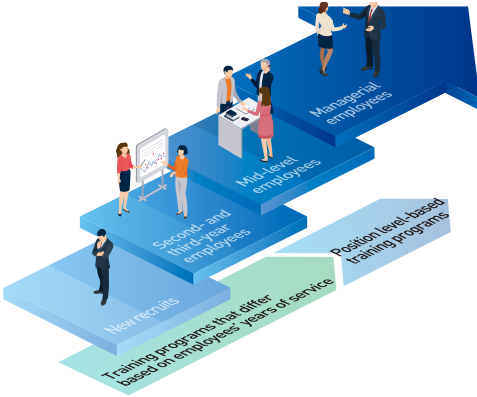 Managerial
employees
Mid-level
employees
Second- and
third-year
employees
New recruits
Position level-based
training programs
Training programs that differ
based on employees' years of service